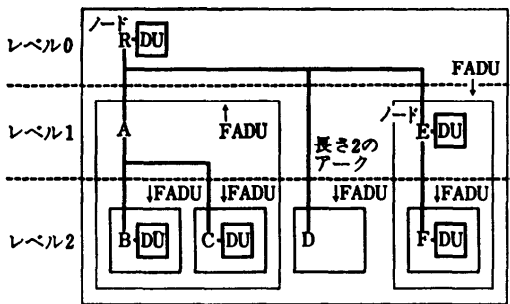 ノード
レベル0 R DU
FADU
レベル1 A FADU ノード E DU
長さ2の
アーク
↓FADU ↓FADU ↓FADU ↓FADU
レベル2 B DU C DU D F DU